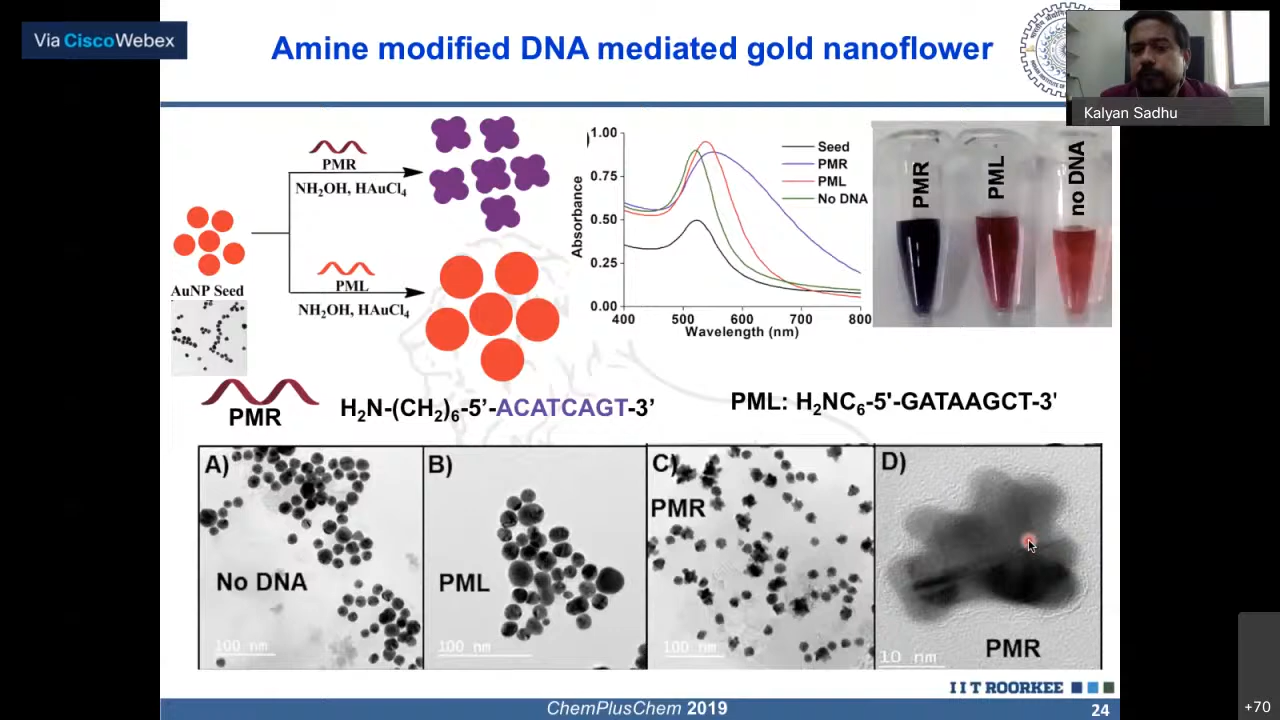 Via CiscoWebex
Amine modified DNA mediated gold nanoflower
Kalyan Sadhu
PMR
NH₂OH, HAuCl₄
PML
NH₂OH, HAuCl₄
AuNP Seed
1.00
0.75
0.50
0.25
0.00
400 500 600 700 800
Absorbance
Wavelength (nm)
Seed
PMR
PML
No DNA
PMR
PML
no DNA
PMR
H₂N-(CH₂)₆-5’-ACATCAGT-3’
PML: H₂NC₆-5'-GATAAGCT-3'
A)
No DNA
100 nm
B)
PML
100 nm
C)
PMR
100 nm
D)
PMR
10 nm
I I T ROORKEE
ChemPlusChem 2019
24
+70